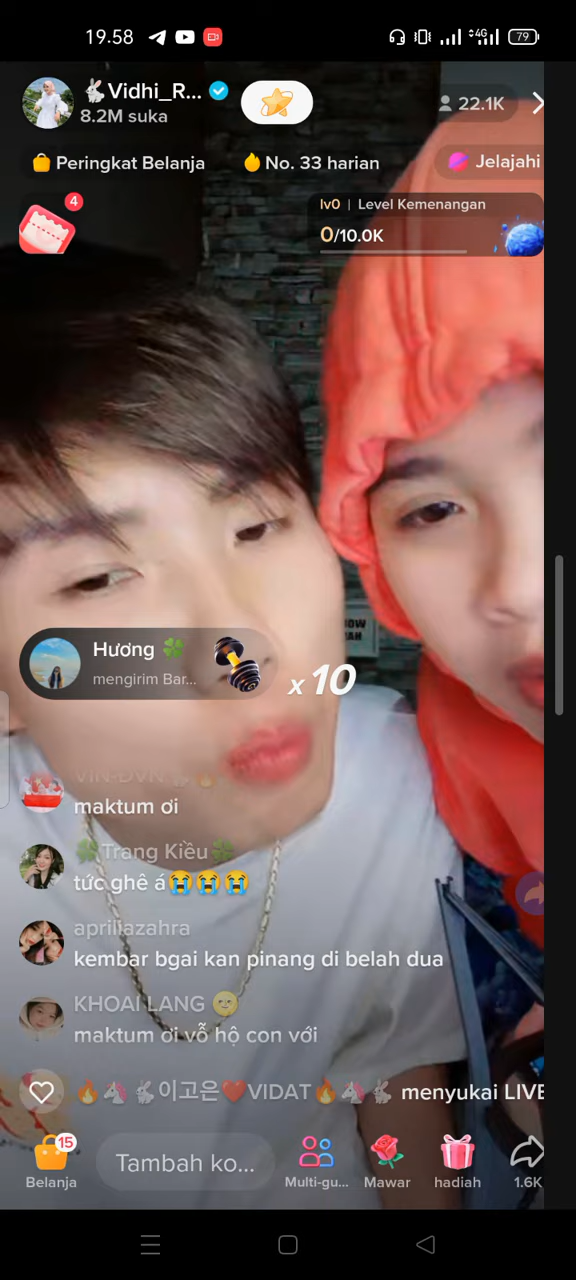 19.58
4G
79
🐇Vidhi_R...
8.2M suka
22.1K
Peringkat Belanja
No. 33 harian
Jelajahi
4
lv0 | Level Kemenangan
0/10.0K
Hương 🍀
mengirim Bar...
x10
maktum ơi
🍀Trang Kiều🍀
tức ghê á😭😭😭
apriliazahra
kembar bgai kan pinang di belah dua
KHOAI LANG 🌝
maktum ơi vỗ hộ con với
🔥🦄🐇이고은❤️VIDAT🔥🦄🐇 menyukai LIVE
15
Belanja
Tambah ko...
Multi-gu...
Mawar
hadiah
1.6K